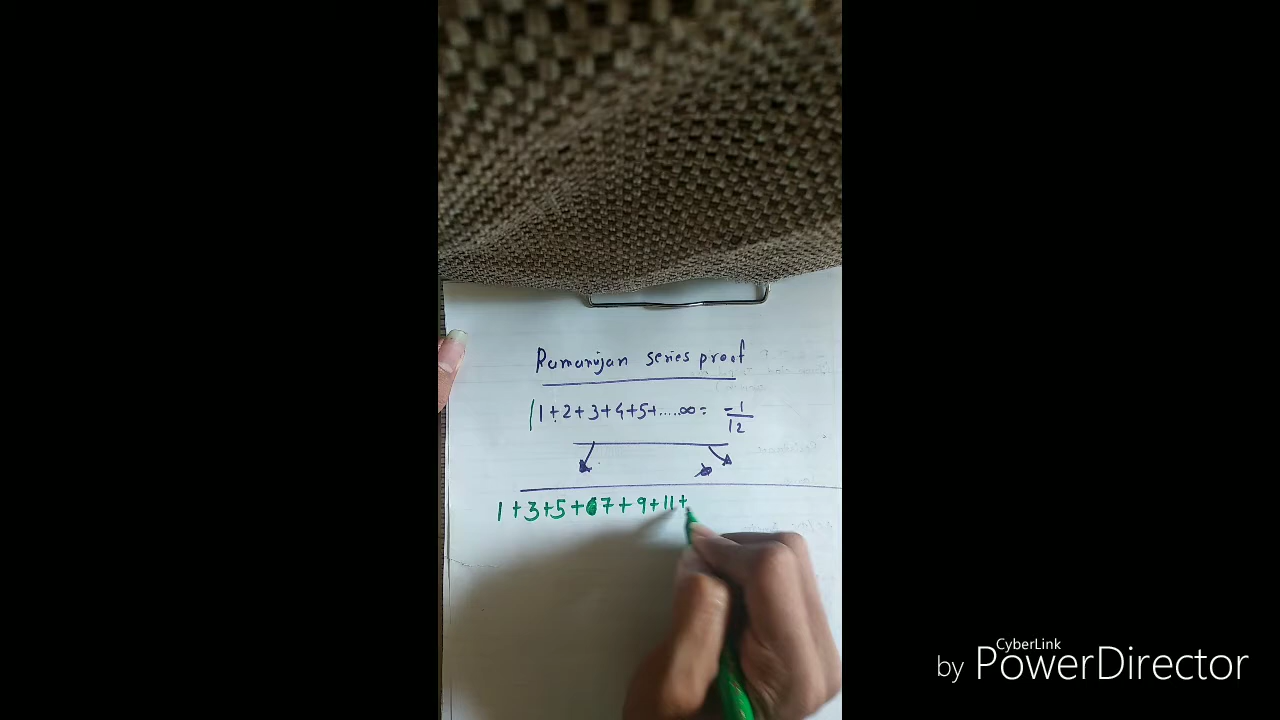 Ramanujan series proof
1+2+3+4+5+.....∞= -1/12
1+3+5+7+9+11+
CyberLink
by PowerDirector